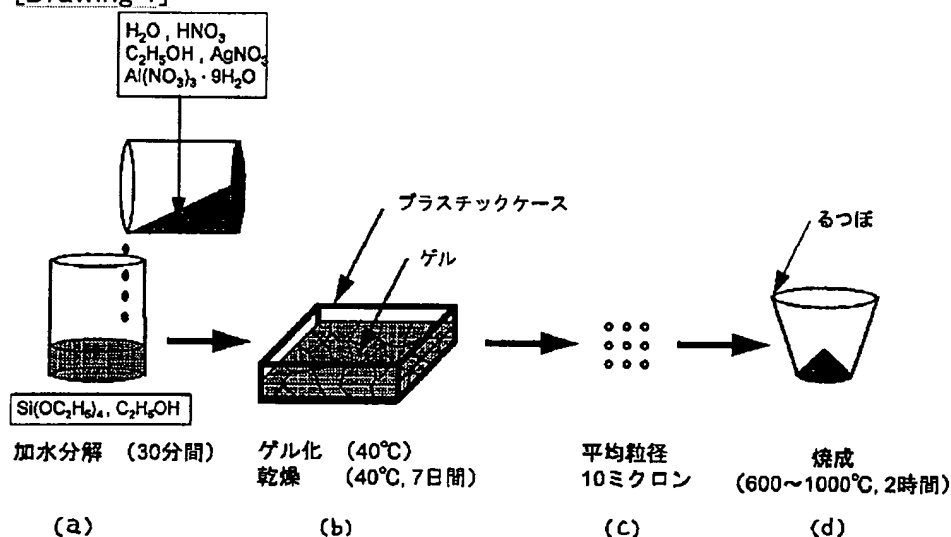 [Drawing 1]
H₂O , HNO₃
C₂H₅OH , AgNO₃
Al(NO₃)₃・9H₂O
プラスチックケース
ゲル
るつぼ
Si(OC₂H₅)₄ , C₂H₅OH
加水分解 (30分間)
ゲル化 (40℃)
乾燥 (40℃, 7日間)
平均粒径
10ミクロン
焼成
(600〜1000℃, 2時間)
(a)
(b)
(c)
(d)